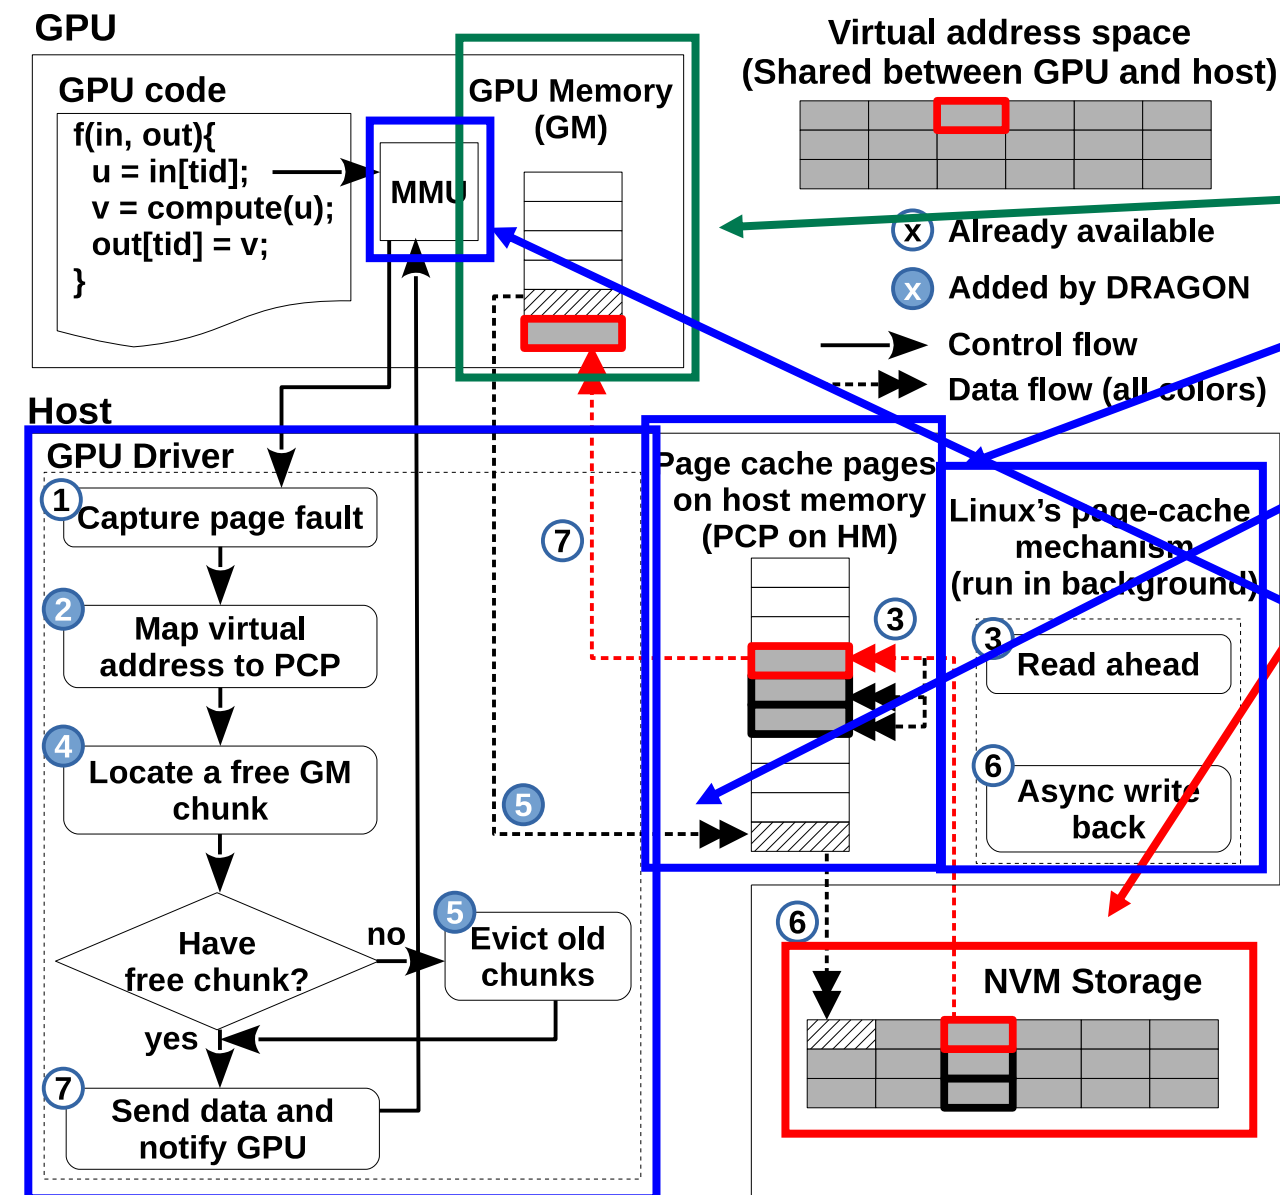 GPU
GPU code
f(in, out){
u = in[tid];
v = compute(u);
out[tid] = v;
}
MMU
GPU Memory
(GM)
Virtual address space
(Shared between GPU and host)
x Already available
x Added by DRAGON
Control flow
Data flow (all colors)
Host
GPU Driver
1
Capture page fault
2
Map virtual
address to PCP
4
Locate a free GM
chunk
Have
free chunk?
no
yes
5
Evict old
chunks
7
Send data and
notify GPU
7
5
Page cache pages
on host memory
(PCP on HM)
3
Linux’s page-cache
mechanism
(run in background)
3
Read ahead
6
Async write
back
6
NVM Storage